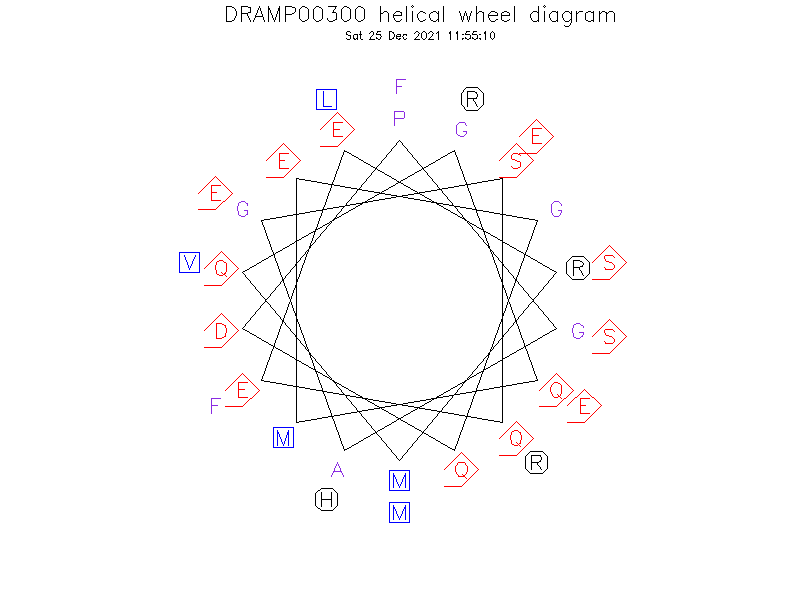 DRAMP00300 helical wheel diagram
Sat 25 Dec 2021 11:55:10
F
L R
P
E G
E
E S
E
G G
V Q R S
D G S
E Q
F E
M Q
R
A Q
M
H
M